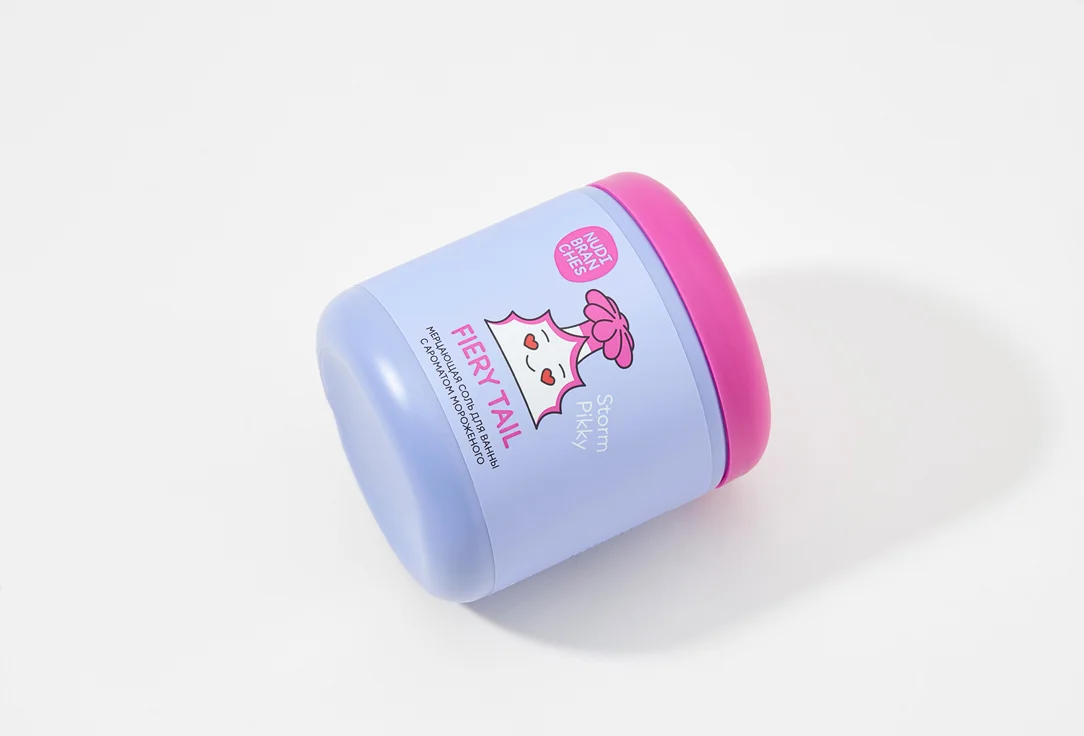 NUDI
BRAN
CHES
Storm
Pikky
FIERY TAIL
МЕРЦАЮЩАЯ СОЛЬ ДЛЯ ВАННЫ
С АРОМАТОМ МОРОЖЕНОГО